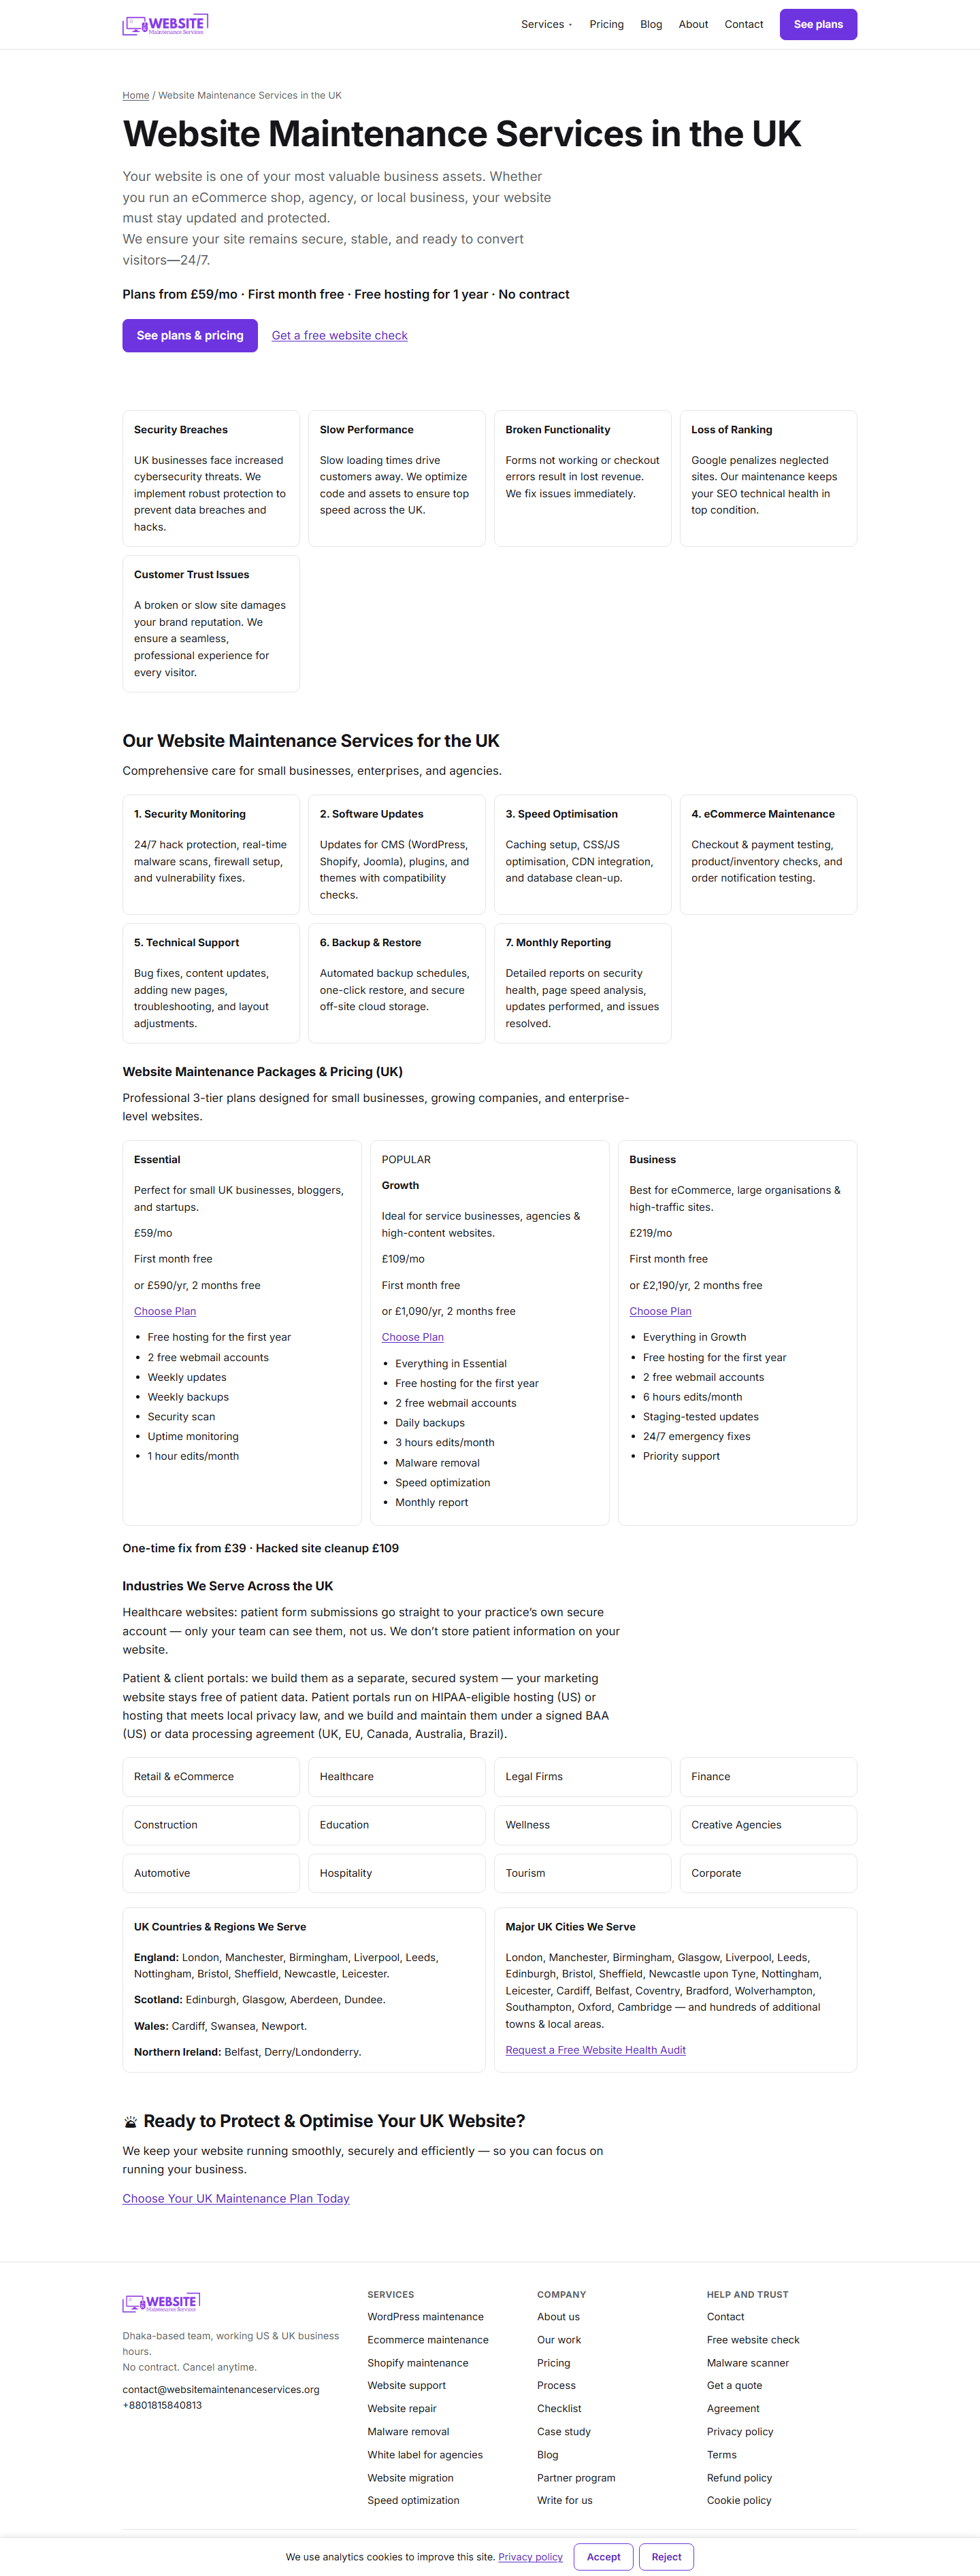 WEBSITE
Maintenance Services
Services
Pricing
Blog
About
Contact
See plans
Home / Website Maintenance Services in the UK
Website Maintenance Services in the UK
Your website is one of your most valuable business assets. Whether
you run an eCommerce shop, agency, or local business, your website
must stay updated and protected.
We ensure your site remains secure, stable, and ready to convert
visitors—24/7.
Plans from £59/mo · First month free · Free hosting for 1 year · No contract
See plans & pricing
Get a free website check
Security Breaches
UK businesses face increased
cybersecurity threats. We
implement robust protection to
prevent data breaches and
hacks.
Slow Performance
Slow loading times drive
customers away. We optimize
code and assets to ensure top
speed across the UK.
Broken Functionality
Forms not working or checkout
errors result in lost revenue.
We fix issues immediately.
Loss of Ranking
Google penalizes neglected
sites. Our maintenance keeps
your SEO technical health in
top condition.
Customer Trust Issues
A broken or slow site damages
your brand reputation. We
ensure a seamless,
professional experience for
every visitor.
Our Website Maintenance Services for the UK
Comprehensive care for small businesses, enterprises, and agencies.
1. Security Monitoring
24/7 hack protection, real-time
malware scans, firewall setup,
and vulnerability fixes.
2. Software Updates
Updates for CMS (WordPress,
Shopify, Joomla), plugins, and
themes with compatibility
checks.
3. Speed Optimisation
Caching setup, CSS/JS
optimisation, CDN integration,
and database clean-up.
4. eCommerce Maintenance
Checkout & payment testing,
product/inventory checks, and
order notification testing.
5. Technical Support
Bug fixes, content updates,
adding new pages,
troubleshooting, and layout
adjustments.
6. Backup & Restore
Automated backup schedules,
one-click restore, and secure
off-site cloud storage.
7. Monthly Reporting
Detailed reports on security
health, page speed analysis,
updates performed, and issues
resolved.
Website Maintenance Packages & Pricing (UK)
Professional 3-tier plans designed for small businesses, growing companies, and enterprise-
level websites.
Essential
Perfect for small UK businesses, bloggers,
and startups.
£59/mo
First month free
or £590/yr, 2 months free
Choose Plan
• Free hosting for the first year
• 2 free webmail accounts
• Weekly updates
• Weekly backups
• Security scan
• Uptime monitoring
• 1 hour edits/month
POPULAR
Growth
Ideal for service businesses, agencies &
high-content websites.
£109/mo
First month free
or £1,090/yr, 2 months free
Choose Plan
• Everything in Essential
• Free hosting for the first year
• 2 free webmail accounts
• Daily backups
• 3 hours edits/month
• Malware removal
• Speed optimization
• Monthly report
Business
Best for eCommerce, large organisations &
high-traffic sites.
£219/mo
First month free
or £2,190/yr, 2 months free
Choose Plan
• Everything in Growth
• Free hosting for the first year
• 2 free webmail accounts
• 6 hours edits/month
• Staging-tested updates
• 24/7 emergency fixes
• Priority support
One-time fix from £39 · Hacked site cleanup £109
Industries We Serve Across the UK
Healthcare websites: patient form submissions go straight to your practice’s own secure
account — only your team can see them, not us. We don’t store patient information on your
website.
Patient & client portals: we build them as a separate, secured system — your marketing
website stays free of patient data. Patient portals run on HIPAA-eligible hosting (US) or
hosting that meets local privacy law, and we build and maintain them under a signed BAA
(US) or data processing agreement (UK, EU, Canada, Australia, Brazil).
Retail & eCommerce
Healthcare
Legal Firms
Finance
Construction
Education
Wellness
Creative Agencies
Automotive
Hospitality
Tourism
Corporate
UK Countries & Regions We Serve
England: London, Manchester, Birmingham, Liverpool, Leeds,
Nottingham, Bristol, Sheffield, Newcastle, Leicester.
Scotland: Edinburgh, Glasgow, Aberdeen, Dundee.
Wales: Cardiff, Swansea, Newport.
Northern Ireland: Belfast, Derry/Londonderry.
Major UK Cities We Serve
London, Manchester, Birmingham, Glasgow, Liverpool, Leeds,
Edinburgh, Bristol, Sheffield, Newcastle upon Tyne, Nottingham,
Leicester, Cardiff, Belfast, Coventry, Bradford, Wolverhampton,
Southampton, Oxford, Cambridge — and hundreds of additional
towns & local areas.
Request a Free Website Health Audit
Ready to Protect & Optimise Your UK Website?
We keep your website running smoothly, securely and efficiently — so you can focus on
running your business.
Choose Your UK Maintenance Plan Today
WEBSITE
Maintenance Services
Dhaka-based team, working US & UK business
hours.
No contract. Cancel anytime.
contact@websitemaintenanceservices.org
+8801815840813
SERVICES
WordPress maintenance
Ecommerce maintenance
Shopify maintenance
Website support
Website repair
Malware removal
White label for agencies
Website migration
Speed optimization
COMPANY
About us
Our work
Pricing
Process
Checklist
Case study
Blog
Partner program
Write for us
HELP AND TRUST
Contact
Free website check
Malware scanner
Get a quote
Agreement
Privacy policy
Terms
Refund policy
Cookie policy
We use analytics cookies to improve this site. Privacy policy
Accept
Reject